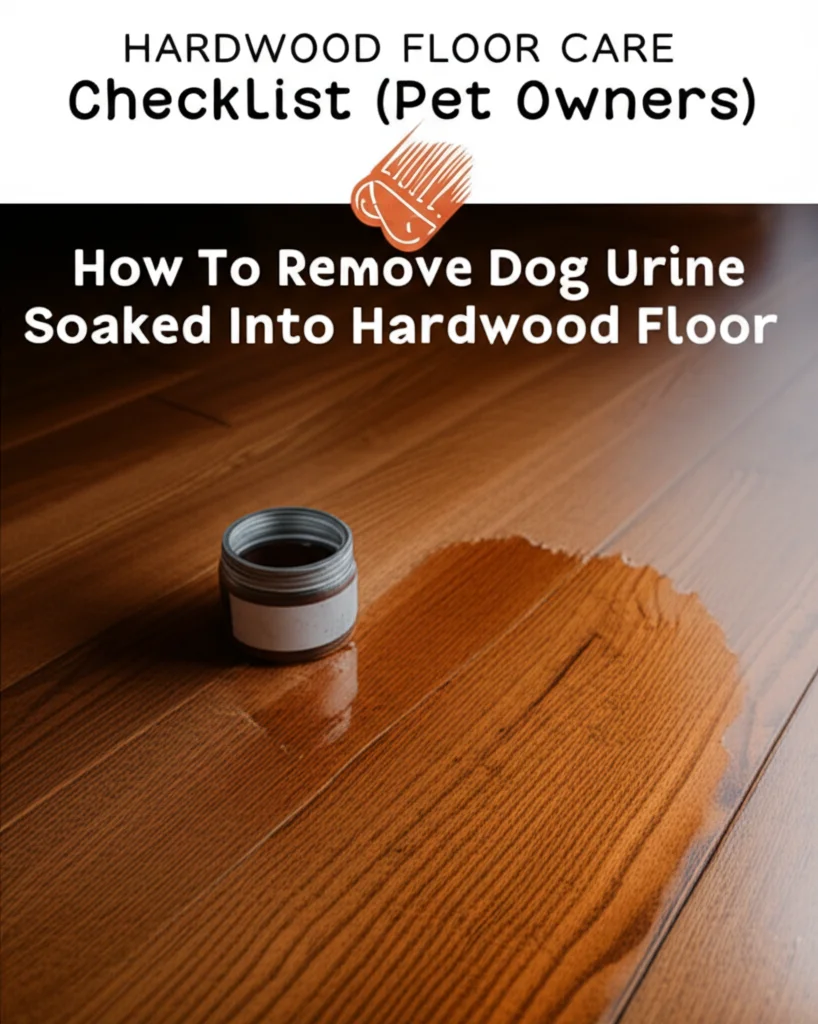 HARDWOOD FLOOR CARE
Checklist (Pet Owners)
How To Remove Dog Urine
Soaked Into Hardwood Floor